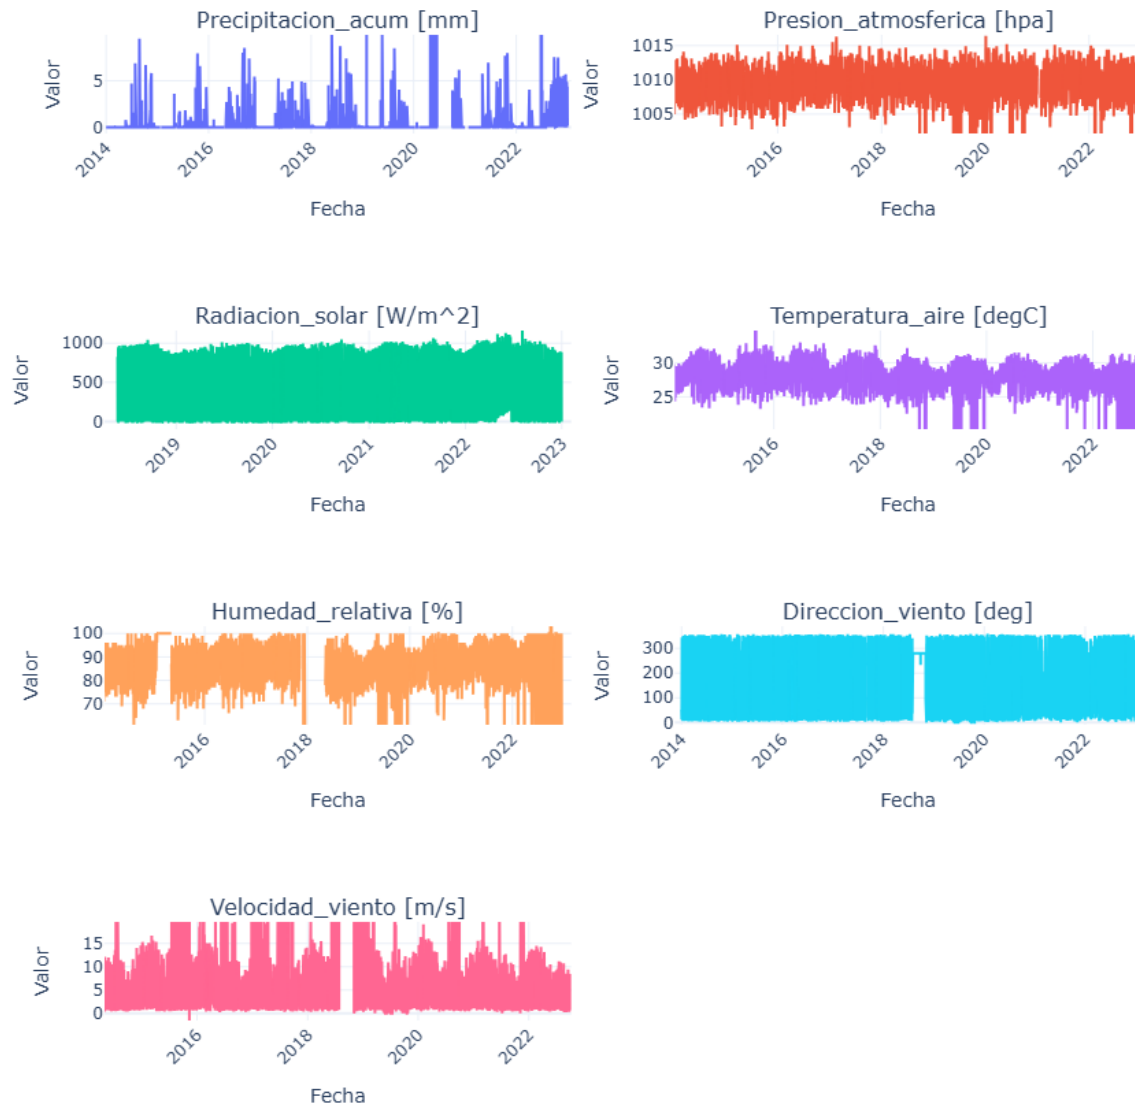 Precipitacion_acum [mm]
Valor
5
0
2014
2016
2018
2020
2022
Fecha
Presion_atmosferica [hpa]
Valor
1015
1010
1005
2016
2018
2020
2022
Fecha
Radiacion_solar [W/m^2]
Valor
1000
500
0
2019
2020
2021
2022
2023
Fecha
Temperatura_aire [degC]
Valor
30
25
2016
2018
2020
2022
Fecha
Humedad_relativa [%]
Valor
100
90
80
70
2016
2018
2020
2022
Fecha
Direccion_viento [deg]
Valor
300
200
100
0
2014
2016
2018
2020
2022
Fecha
Velocidad_viento [m/s]
Valor
15
10
5
0
2016
2018
2020
2022
Fecha